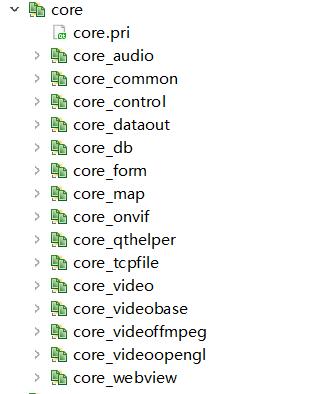 core
core.pri
core_audio
core_common
core_control
core_dataout
core_db
core_form
core_map
core_onvif
core_qthelper
core_tcpfile
core_video
core_videobase
core_videoffmpeg
core_videoopengl
core_webview